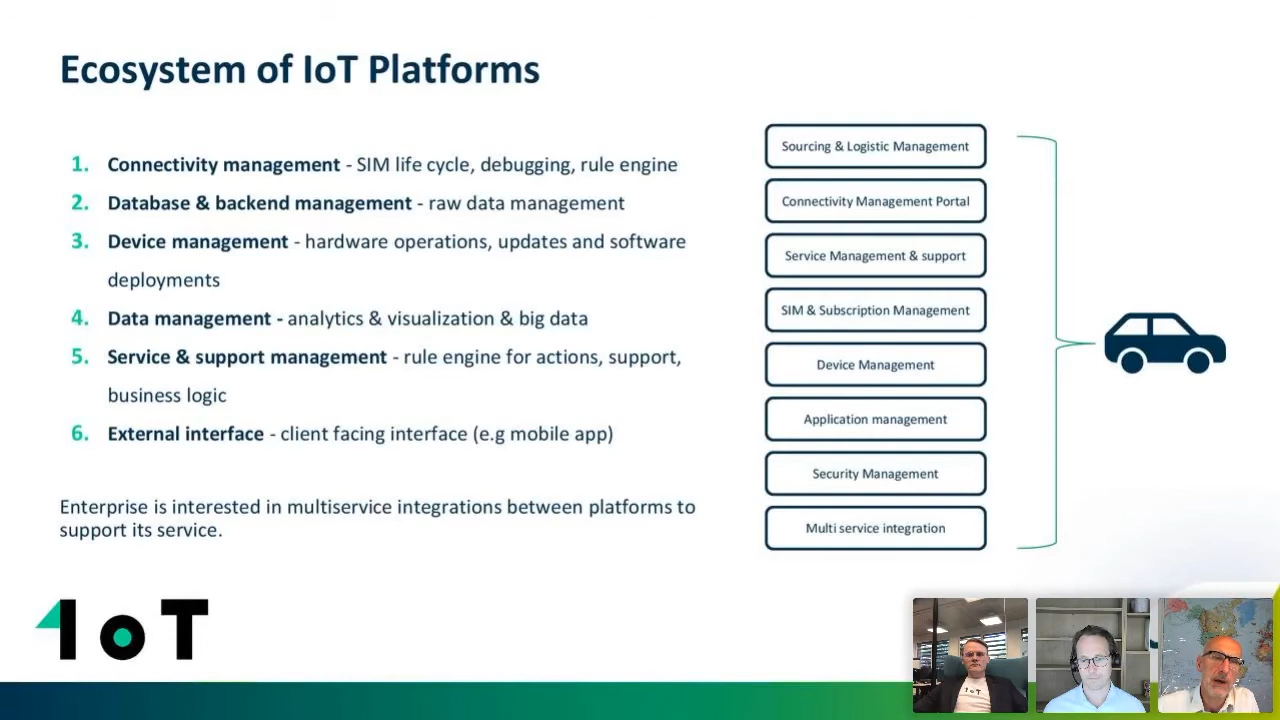 Ecosystem of IoT Platforms
1. Connectivity management - SIM life cycle, debugging, rule engine
2. Database & backend management - raw data management
3. Device management - hardware operations, updates and software
deployments
4. Data management - analytics & visualization & big data
5. Service & support management - rule engine for actions, support,
business logic
6. External interface - client facing interface (e.g mobile app)
Enterprise is interested in multiservice integrations between platforms to
support its service.
Sourcing & Logistic Management
Connectivity Management Portal
Service Management & support
SIM & Subscription Management
Device Management
Application management
Security Management
Multi service integration
1oT
1oT